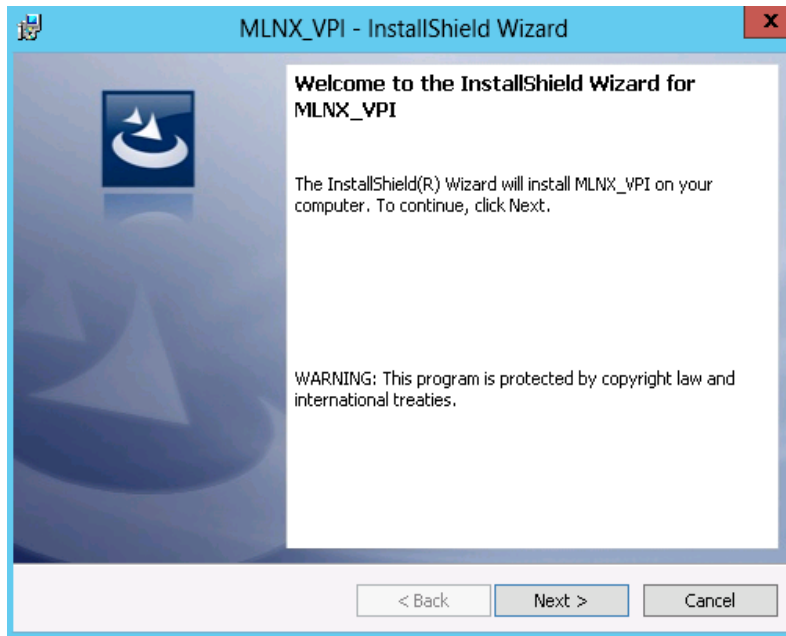 MLNX_VPI - InstallShield Wizard
x
Welcome to the InstallShield Wizard for
MLNX_VPI
The InstallShield(R) Wizard will install MLNX_VPI on your
computer. To continue, click Next.
WARNING: This program is protected by copyright law and
international treaties.
< Back
Next >
Cancel